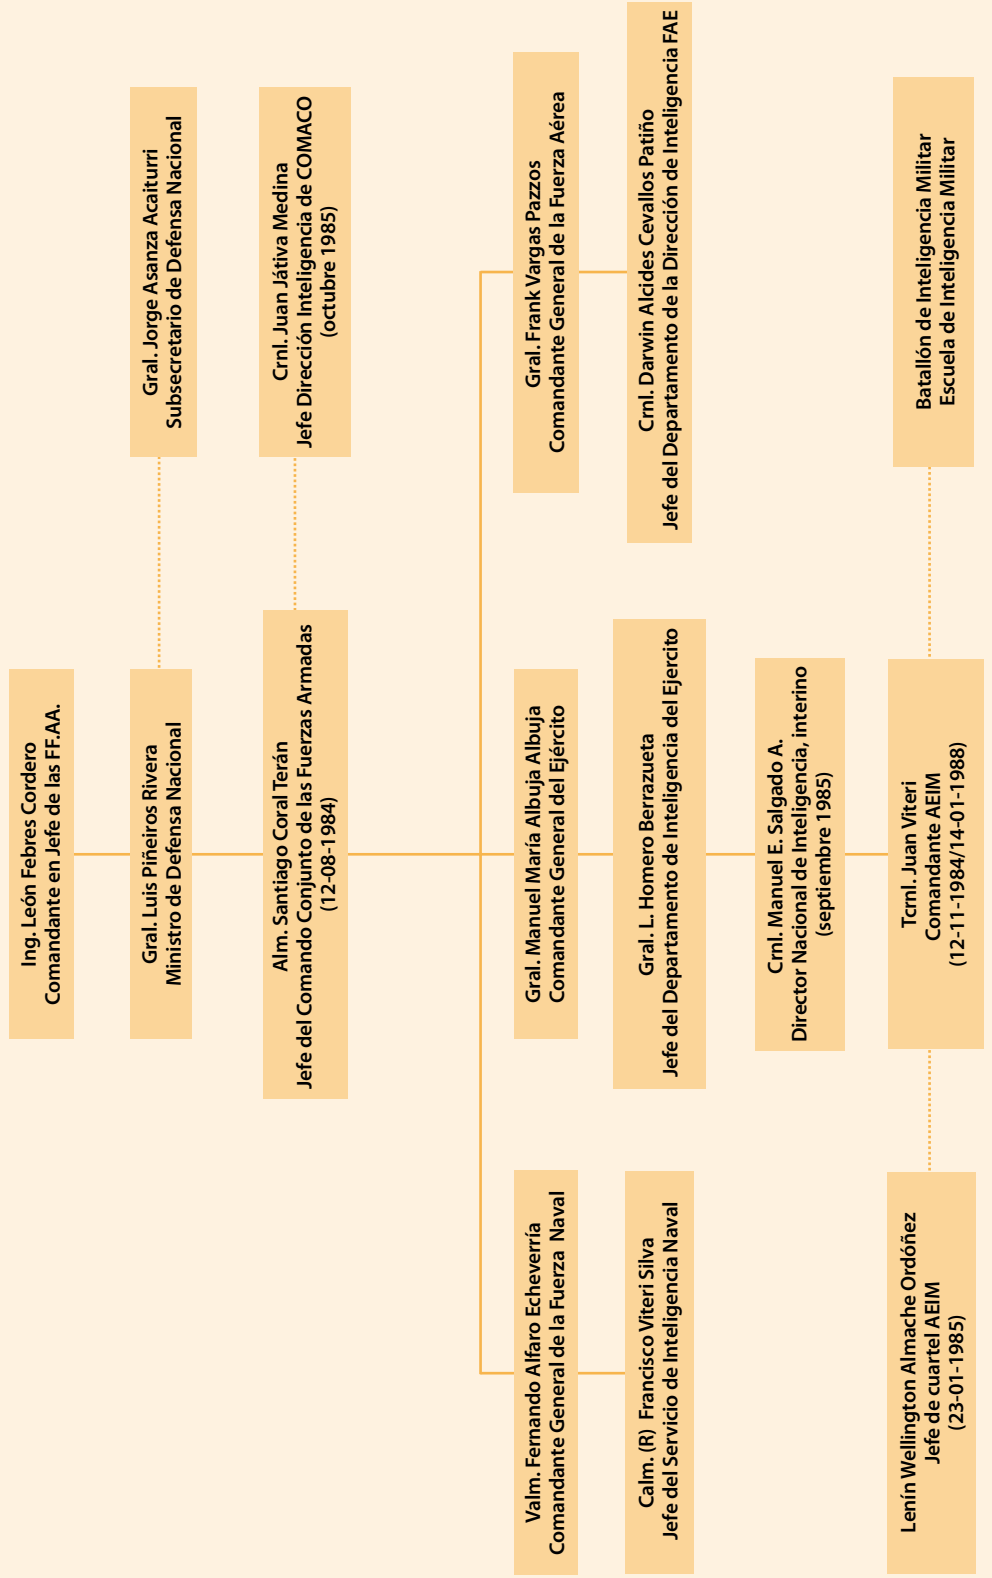 Ing. León Febres Cordero
Comandante en Jefe de las FF.AA.
Gral. Luis Piñeiros Rivera
Ministro de Defensa Nacional
Gral. Jorge Asanza Acaiturri
Subsecretario de Defensa Nacional
Alm. Santiago Coral Terán
Jefe del Comando Conjunto de las Fuerzas Armadas
(12-08-1984)
Crnl. Juan Játiva Medina
Jefe Dirección Inteligencia de COMACO
(octubre 1985)
Valm. Fernando Alfaro Echeverría
Comandante General de la Fuerza Naval
Gral. Manuel María Albuja Albuja
Comandante General del Ejército
Gral. Frank Vargas Pazzos
Comandante General de la Fuerza Aérea
Calm. (R) Francisco Viteri Silva
Jefe del Servicio de Inteligencia Naval
Gral. L. Homero Berrazueta
Jefe del Departamento de Inteligencia del Ejercito
Crnl. Darwin Alcides Cevallos Patiño
Jefe del Departamento de la Dirección de Inteligencia FAE
Crnl. Manuel E. Salgado A.
Director Nacional de Inteligencia, interino
(septiembre 1985)
Lenín Wellington Almache Ordóñez
Jefe de cuartel AEIM
(23-01-1985)
Tcrnl. Juan Viteri
Comandante AEIM
(12-11-1984/14-01-1988)
Batallón de Inteligencia Militar
Escuela de Inteligencia Militar